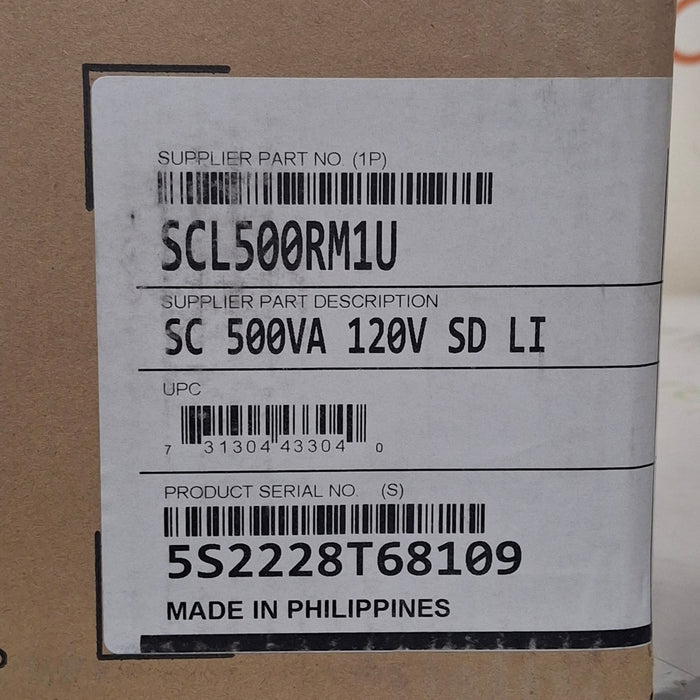 SUPPLIER PART NO. (1P)
SCL500RM1U
SUPPLIER PART DESCRIPTION
SC 500VA 120V SD LI
UPC
7 31304 43304 0
PRODUCT SERIAL NO. (S)
5S2228T68109
MADE IN PHILIPPINES